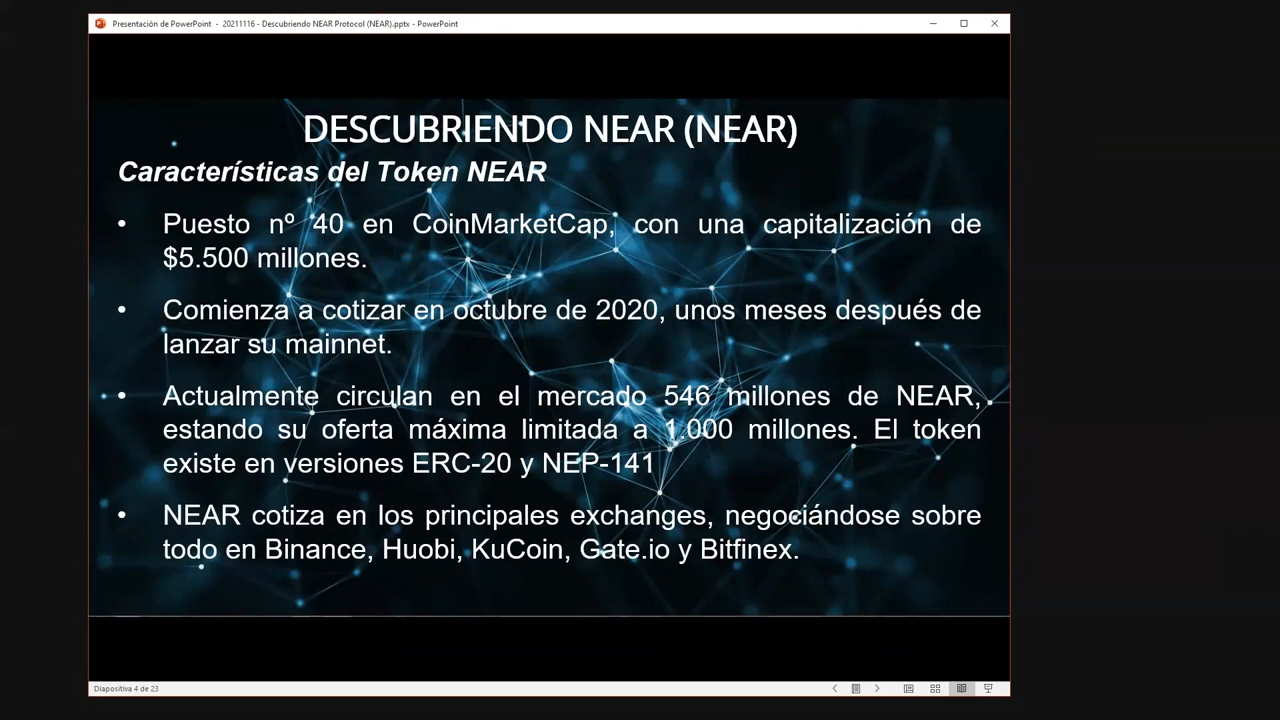 Presentación de PowerPoint - 20211116 - Descubriendo NEAR Protocol (NEAR).pptx - PowerPoint
DESCUBRIENDO NEAR (NEAR)
Características del Token NEAR
• Puesto nº 40 en CoinMarketCap, con una capitalización de
$5.500 millones.
• Comienza a cotizar en octubre de 2020, unos meses después de
lanzar su mainnet.
• Actualmente circulan en el mercado 546 millones de NEAR,
estando su oferta máxima limitada a 1.000 millones. El token
existe en versiones ERC-20 y NEP-141
• NEAR cotiza en los principales exchanges, negociándose sobre
todo en Binance, Huobi, KuCoin, Gate.io y Bitfinex.
Diapositiva 4 de 23